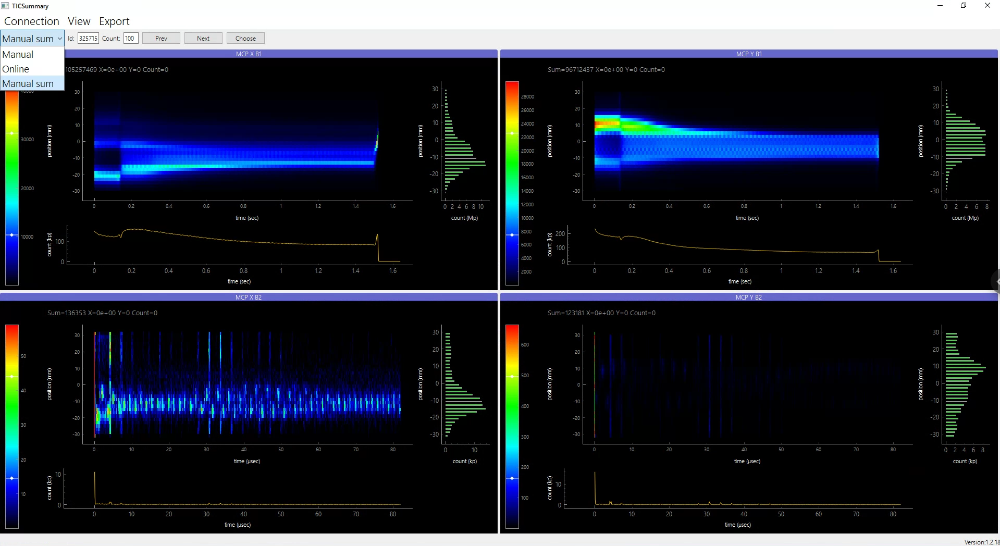 TICSummary
Connection View Export
Manual sum Id: 325715 Count: 100 Prev Next Choose
Manual
Online
Manual sum
MCP X B1
105257469 X=0e+00 Y=0 Count=0
30000
20000
10000
position (mm)
30
20
10
0
-10
-20
-30
0 0.2 0.4 0.6 0.8 1 1.2 1.4 1.6
time (sec)
position (mm)
30
20
10
0
-10
-20
-30
0 2 4 6 8 10
count (Mp)
count (kp)
100
0
0 0.2 0.4 0.6 0.8 1 1.2 1.4 1.6
time (sec)
MCP Y B1
Sum=96712437 X=0e+00 Y=0 Count=0
28000
26000
24000
22000
20000
18000
16000
14000
12000
10000
8000
6000
4000
2000
position (mm)
30
20
10
0
-10
-20
-30
0 0.2 0.4 0.6 0.8 1 1.2 1.4 1.6
time (sec)
position (mm)
30
20
10
0
-10
-20
-30
0 2 4 6 8
count (Mp)
count (kp)
200
100
0
0 0.2 0.4 0.6 0.8 1 1.2 1.4 1.6
time (sec)
MCP X B2
Sum=136353 X=0e+00 Y=0 Count=0
50
40
30
20
10
position (mm)
30
20
10
0
-10
-20
-30
0 10 20 30 40 50 60 70 80
time (µsec)
position (mm)
30
20
10
0
-10
-20
-30
0 10
count (kp)
count (kp)
10
0
0 10 20 30 40 50 60 70 80
time (µsec)
MCP Y B2
Sum=123181 X=0e+00 Y=0 Count=0
600
500
400
300
200
100
position (mm)
30
20
10
0
-10
-20
-30
0 10 20 30 40 50 60 70 80
time (µsec)
position (mm)
30
20
10
0
-10
-20
-30
0 2 4 6 8
count (kp)
count (kp)
10
0
0 10 20 30 40 50 60 70 80
time (µsec)
Version:1.2.18